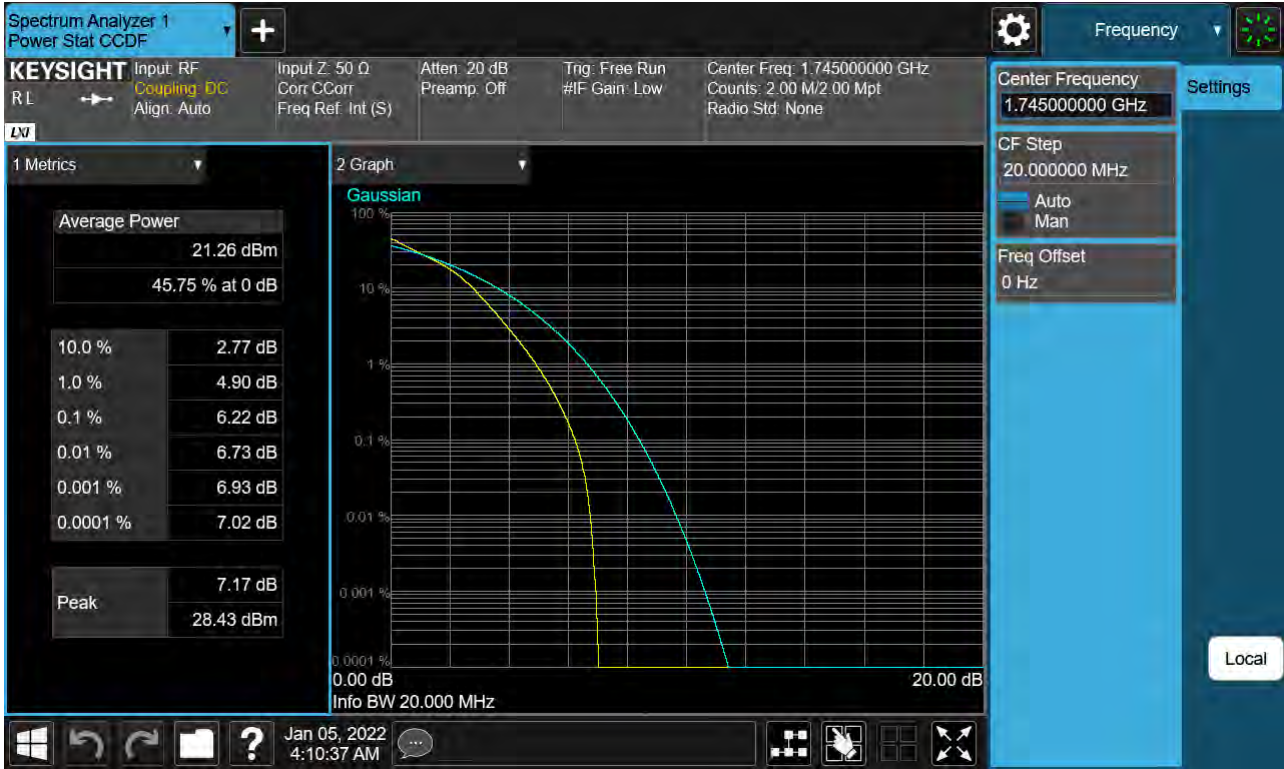 Spectrum Analyzer 1
Power Stat CCDF
Frequency
KEYSIGHT
R L
LXI
Input: RF
Coupling: DC
Align: Auto
Input Z: 50 Ω
Corr CCorr
Freq Ref: Int (S)
Atten: 20 dB
Preamp: Off
Trig: Free Run
#IF Gain: Low
Center Freq: 1.745000000 GHz
Counts: 2.00 M/2.00 Mpt
Radio Std: None
Center Frequency
1.745000000 GHz
Settings
CF Step
20.000000 MHz
Auto
Man
Freq Offset
0 Hz
1 Metrics
Average Power
21.26 dBm
45.75 % at 0 dB
10.0 % 2.77 dB
1.0 % 4.90 dB
0.1 % 6.22 dB
0.01 % 6.73 dB
0.001 % 6.93 dB
0.0001 % 7.02 dB
Peak
7.17 dB
28.43 dBm
2 Graph
Gaussian
100 %
10 %
1 %
0.1 %
0.01 %
0.001 %
0.0001 %
0.00 dB 20.00 dB
Info BW 20.000 MHz
Local
?
Jan 05, 2022
4:10:37 AM